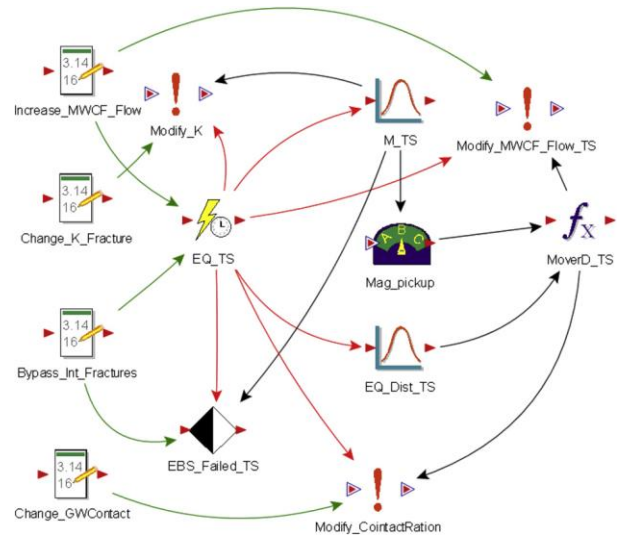 3.14
16
Increase_MWCF_Flow
Modify_K
M_TS
Modify_MWCF_Flow_TS
3.14
16
Change_K_Fracture
EQ_TS
A B C
Mag_pickup
fx
MoverD_TS
3.14
16
Bypass_Int_Fractures
EQ_Dist_TS
EBS_Failed_TS
3.14
16
Change_GWContact
Modify_CointactRation